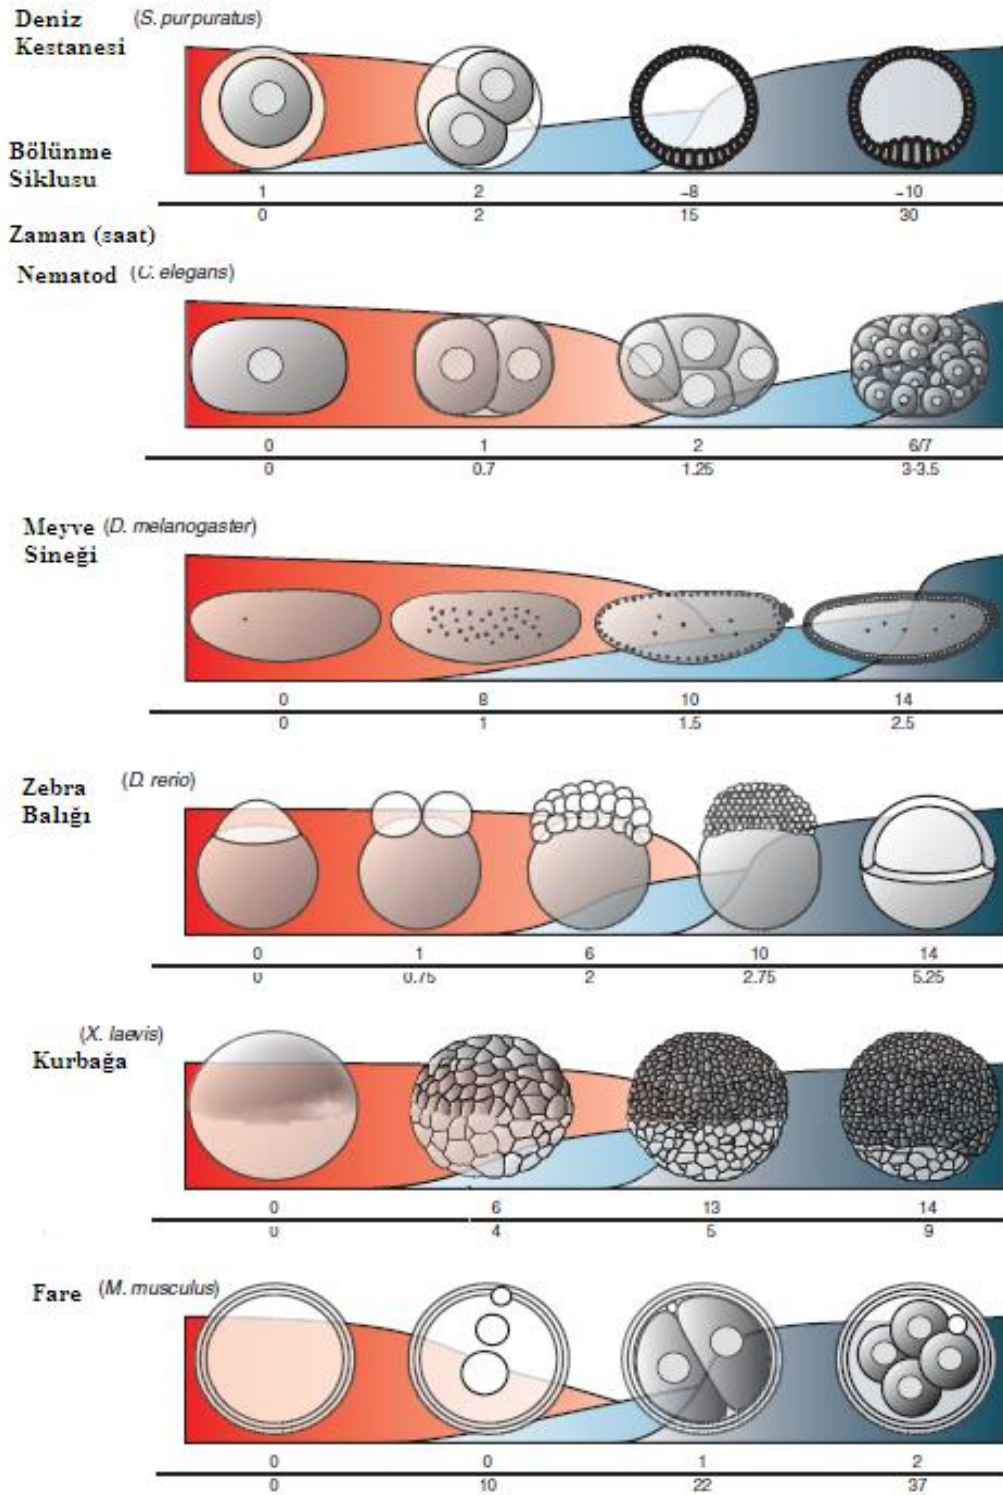 Deniz (S. purpuratus)
Kestanesi
Bölünme
Siklusu
1 2 ~8 ~10
0 2 15 30
Zaman (saat)
Nematod (C. elegans)
0 1 2 6/7
0 0.7 1.25 3-3.5
Meyve (D. melanogaster)
Sineği
0 8 10 14
0 1 1.5 2.5
Zebra (D. rerio)
Balığı
0 1 6 10 14
0 0.75 2 2.75 5.25
(X. laevis)
Kurbağa
0 6 13 14
0 4 5 9
Fare (M. musculus)
0 0 1 2
0 10 22 37